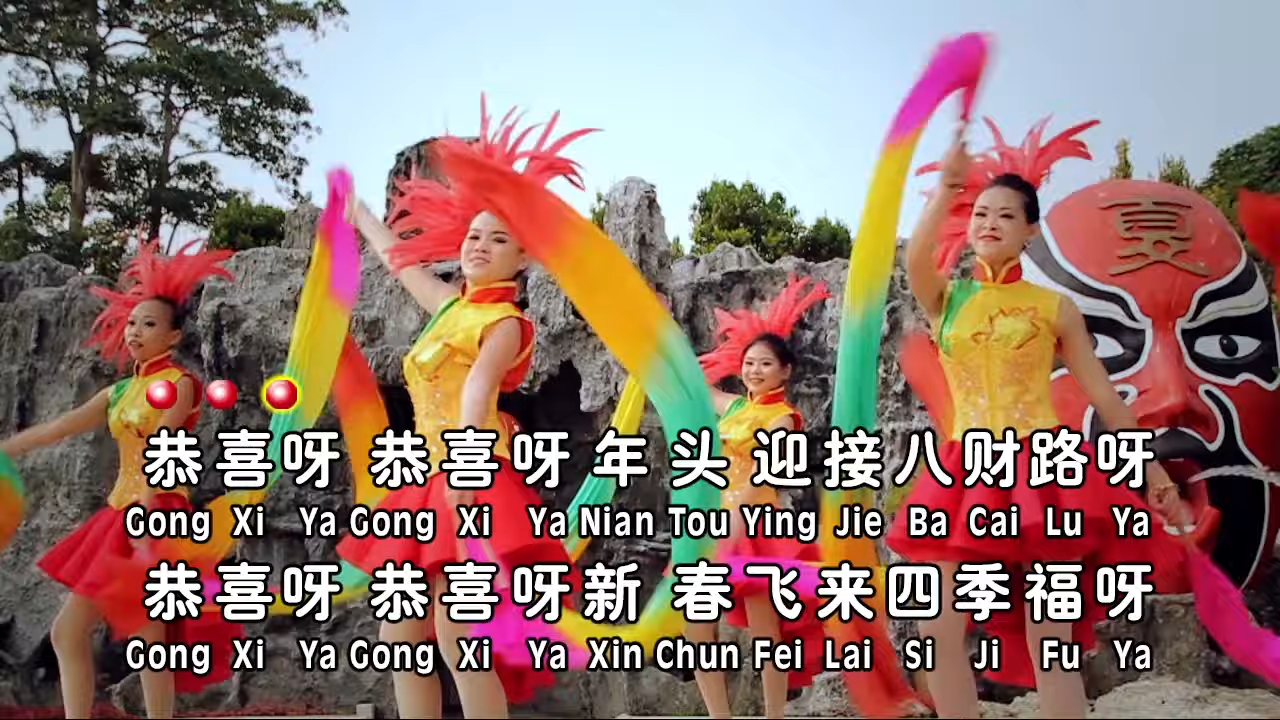 夏
恭喜呀 恭喜呀 年头 迎接八财路呀
Gong Xi Ya Gong Xi Ya Nian Tou Ying Jie Ba Cai Lu Ya
恭喜呀 恭喜呀新 春飞来四季福呀
Gong Xi Ya Gong Xi Ya Xin Chun Fei Lai Si Ji Fu Ya